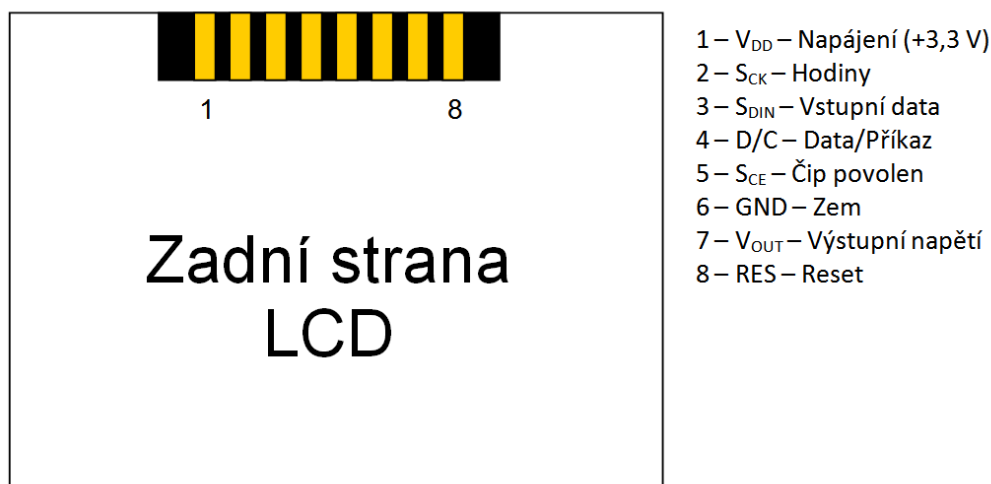 1 8
Zadní strana
LCD
1 – VDD – Napájení (+3,3 V)
2 – SCK – Hodiny
3 – SDIN – Vstupní data
4 – D/C – Data/Příkaz
5 – SCE – Čip povolen
6 – GND – Zem
7 – VOUT – Výstupní napětí
8 – RES – Reset